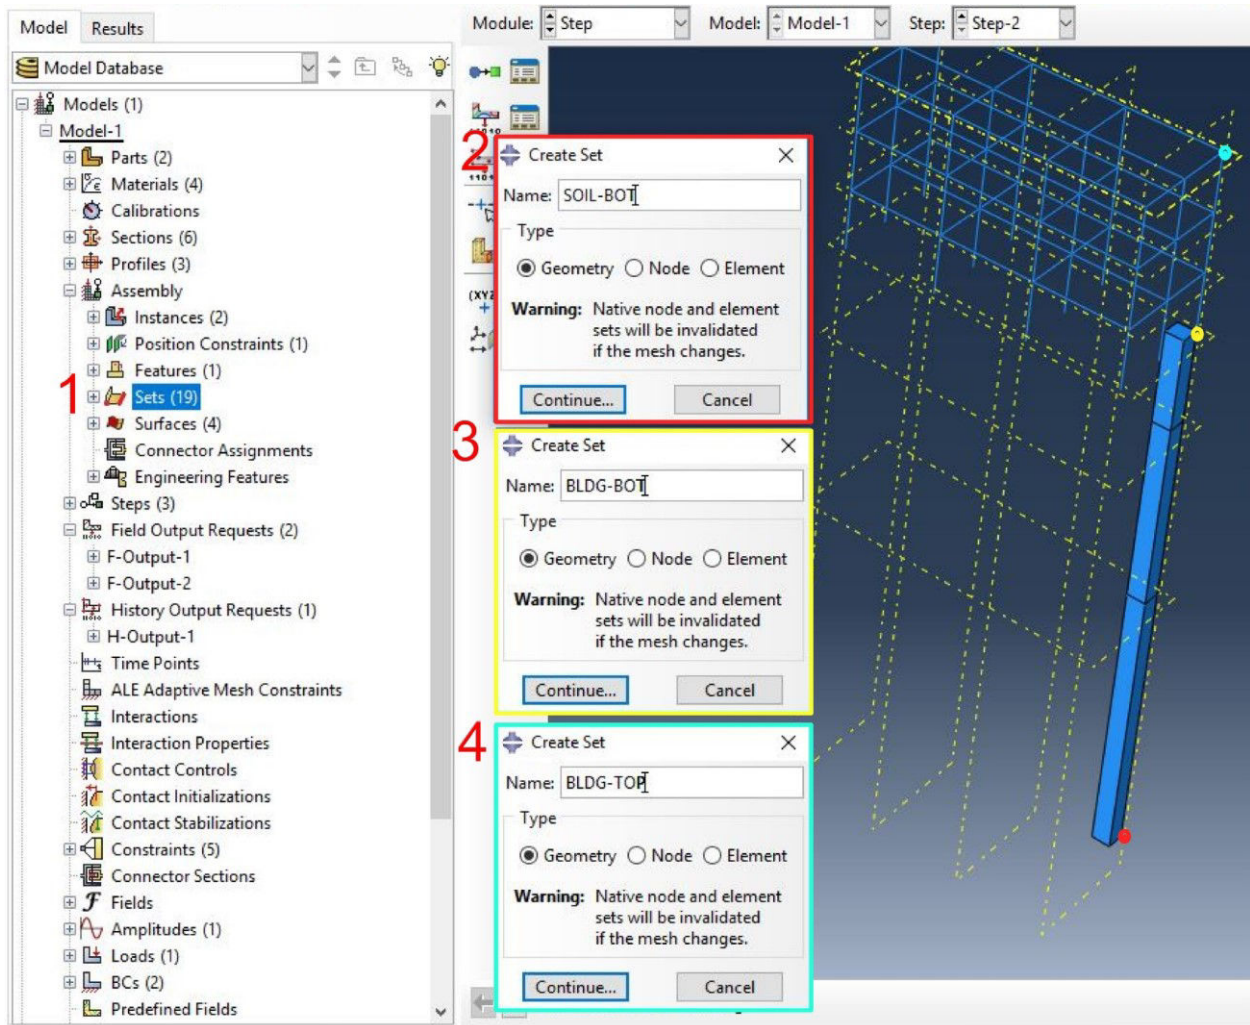 Model Results
Module: Step Model: Model-1 Step: Step-2
Model Database
Models (1)
Model-1
Parts (2)
Materials (4)
Calibrations
Sections (6)
Profiles (3)
Assembly
Instances (2)
Position Constraints (1)
Features (1)
1 Sets (19)
Surfaces (4)
Connector Assignments
Engineering Features
Steps (3)
Field Output Requests (2)
F-Output-1
F-Output-2
History Output Requests (1)
H-Output-1
Time Points
ALE Adaptive Mesh Constraints
Interactions
Interaction Properties
Contact Controls
Contact Initializations
Contact Stabilizations
Constraints (5)
Connector Sections
Fields
Amplitudes (1)
Loads (1)
BCs (2)
Predefined Fields
2 Create Set
Name: SOIL-BOT
Type
Geometry Node Element
Warning: Native node and element
sets will be invalidated
if the mesh changes.
Continue... Cancel
3 Create Set
Name: BLDG-BOT
Type
Geometry Node Element
Warning: Native node and element
sets will be invalidated
if the mesh changes.
Continue... Cancel
4 Create Set
Name: BLDG-TOP
Type
Geometry Node Element
Warning: Native node and element
sets will be invalidated
if the mesh changes.
Continue... Cancel